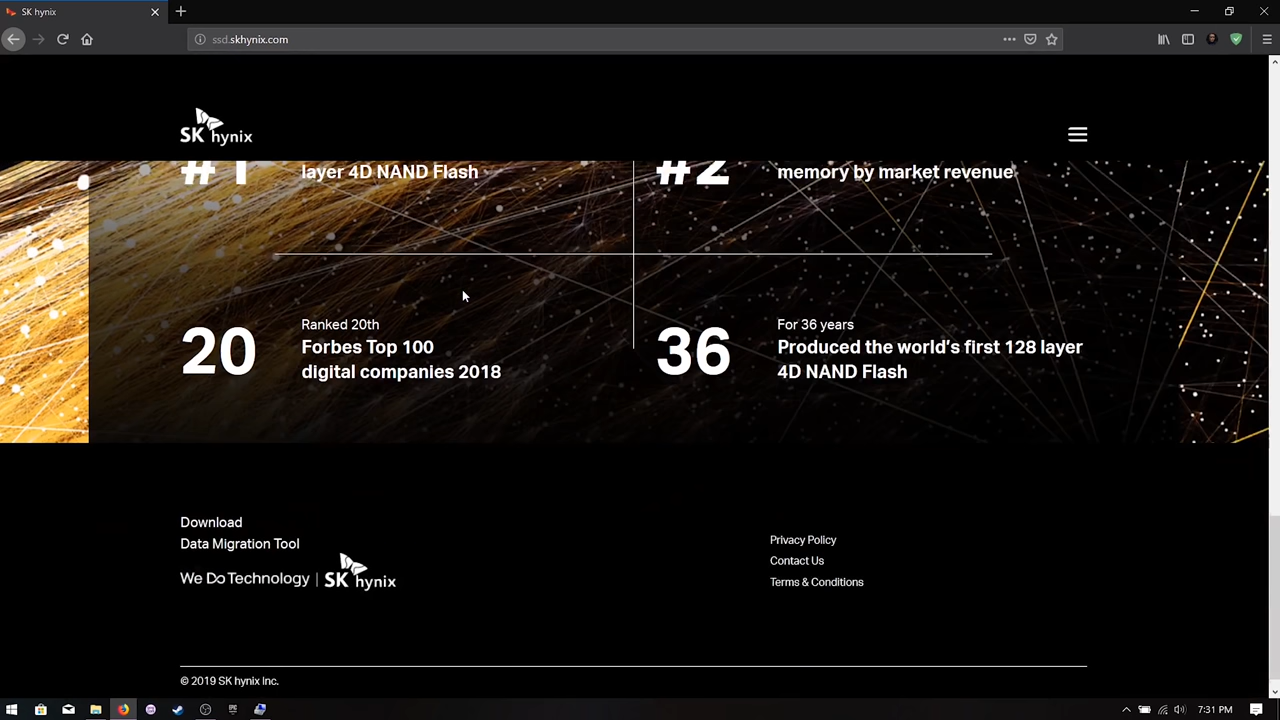 SK hynix
ssd.skhynix.com
SK hynix
#1
layer 4D NAND Flash
#2
memory by market revenue
20
Ranked 20th
Forbes Top 100
digital companies 2018
36
For 36 years
Produced the world's first 128 layer
4D NAND Flash
Download
Data Migration Tool
We Do Technology | SK hynix
Privacy Policy
Contact Us
Terms & Conditions
© 2019 SK hynix Inc.
7:31 PM